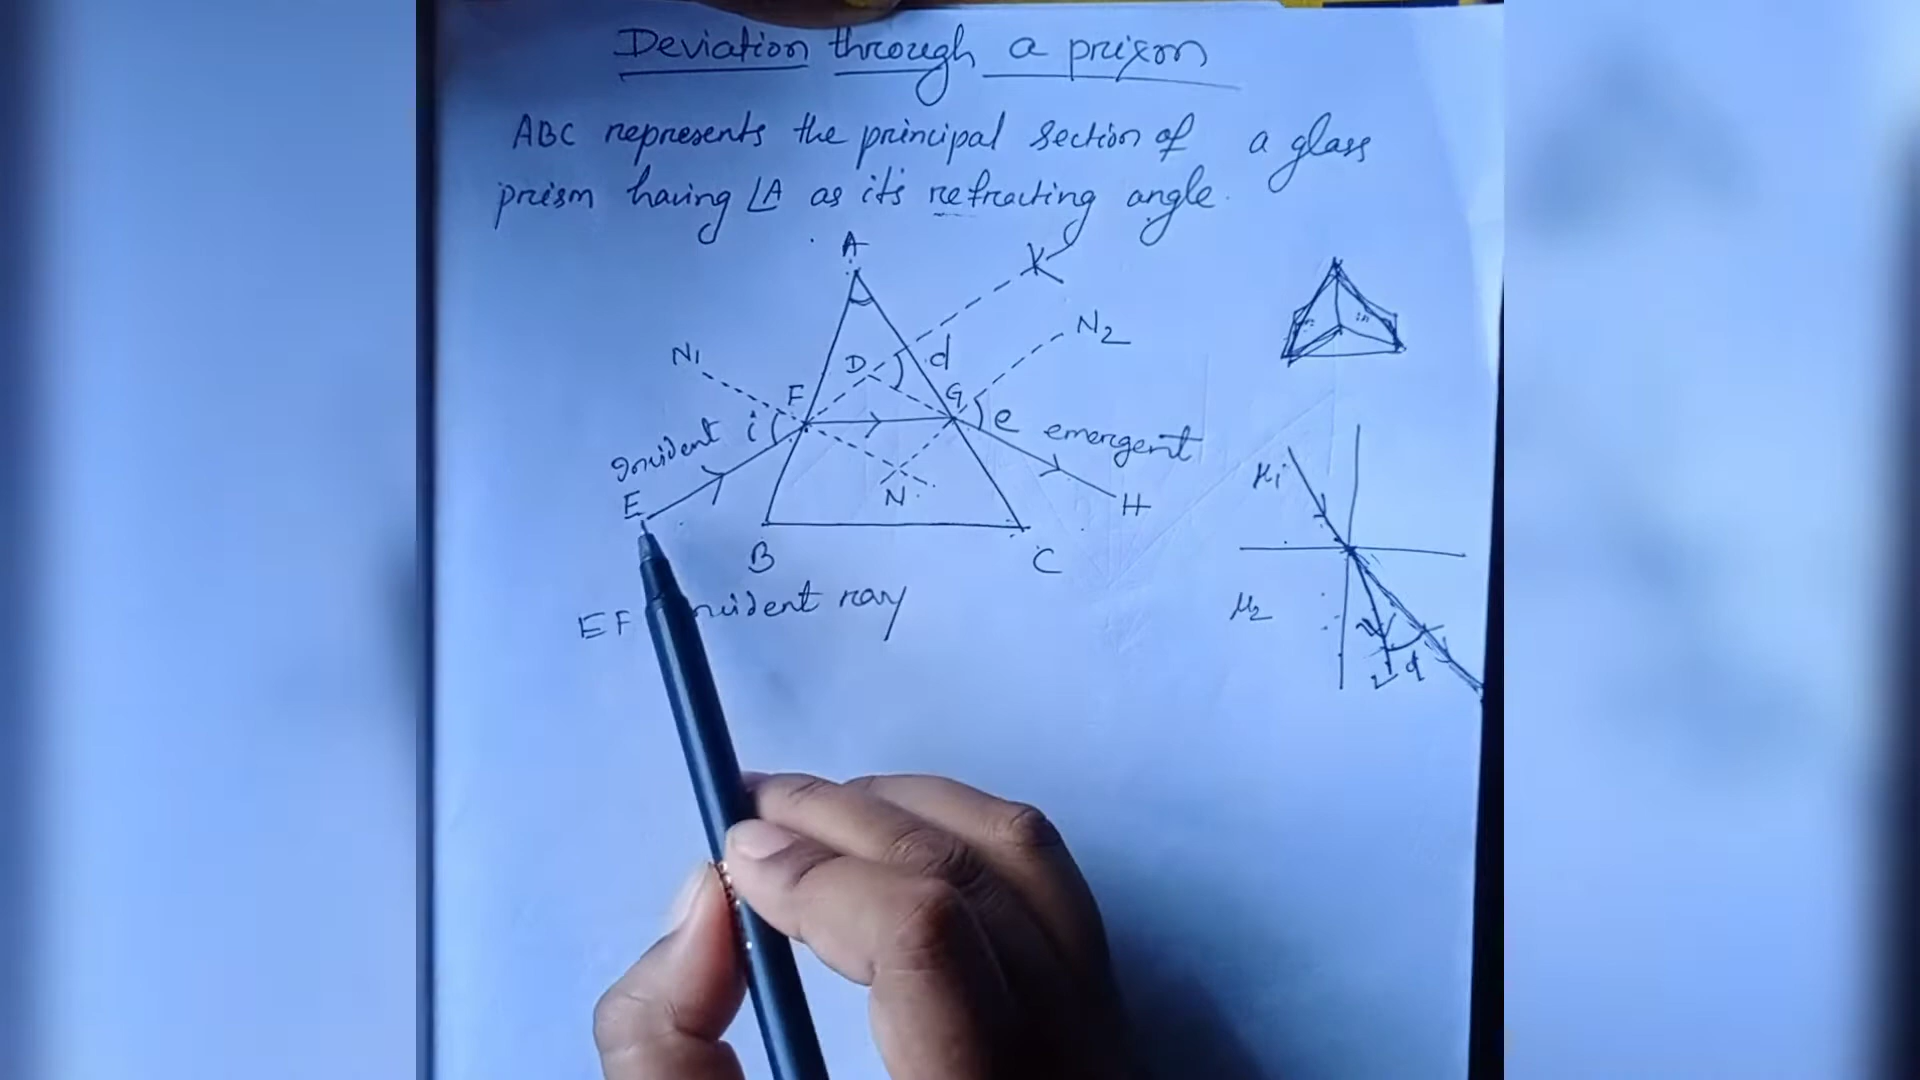 Deviation through a prism
ABC represents the principal section of a glass
prism having ∠A as its refracting angle.
A
K
N1
N2
D
d
F
G
Incident i
e emergent
E
N
H
B
C
EF incident ray
μ1
μ2
r
d